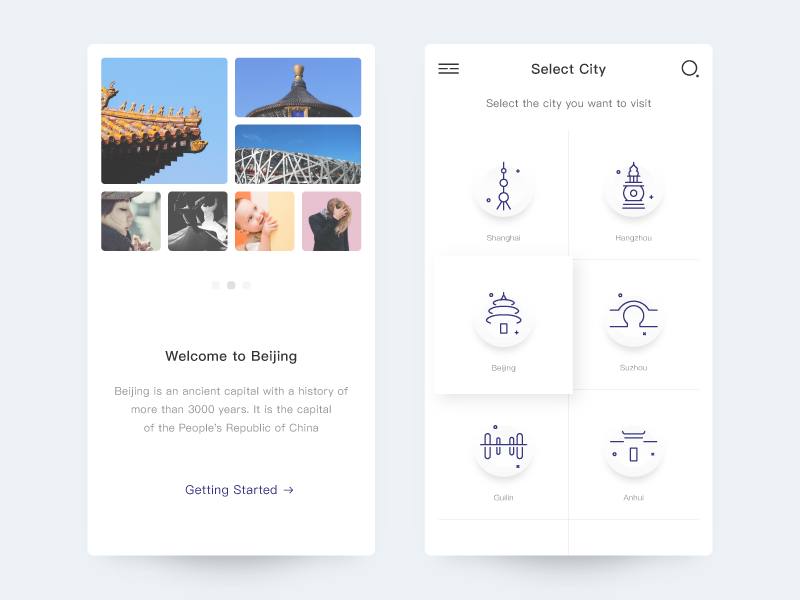 Welcome to Beijing
Beijing is an ancient capital with a history of
more than 3000 years. It is the capital
of the People's Republic of China
Getting Started →
Select City
Select the city you want to visit
Shanghai
Hangzhou
Beijing
Suzhou
Guilin
Anhui